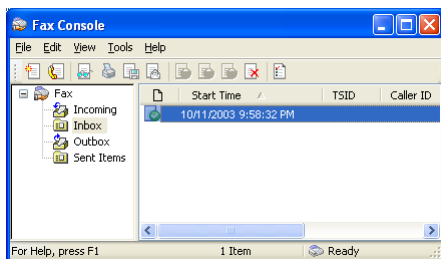 Fax Console
File Edit View Tools Help
Fax
Incoming
Inbox
Outbox
Sent Items
Start Time TSID Caller ID
10/11/2003 9:58:32 PM
For Help, press F1 1 Item Ready